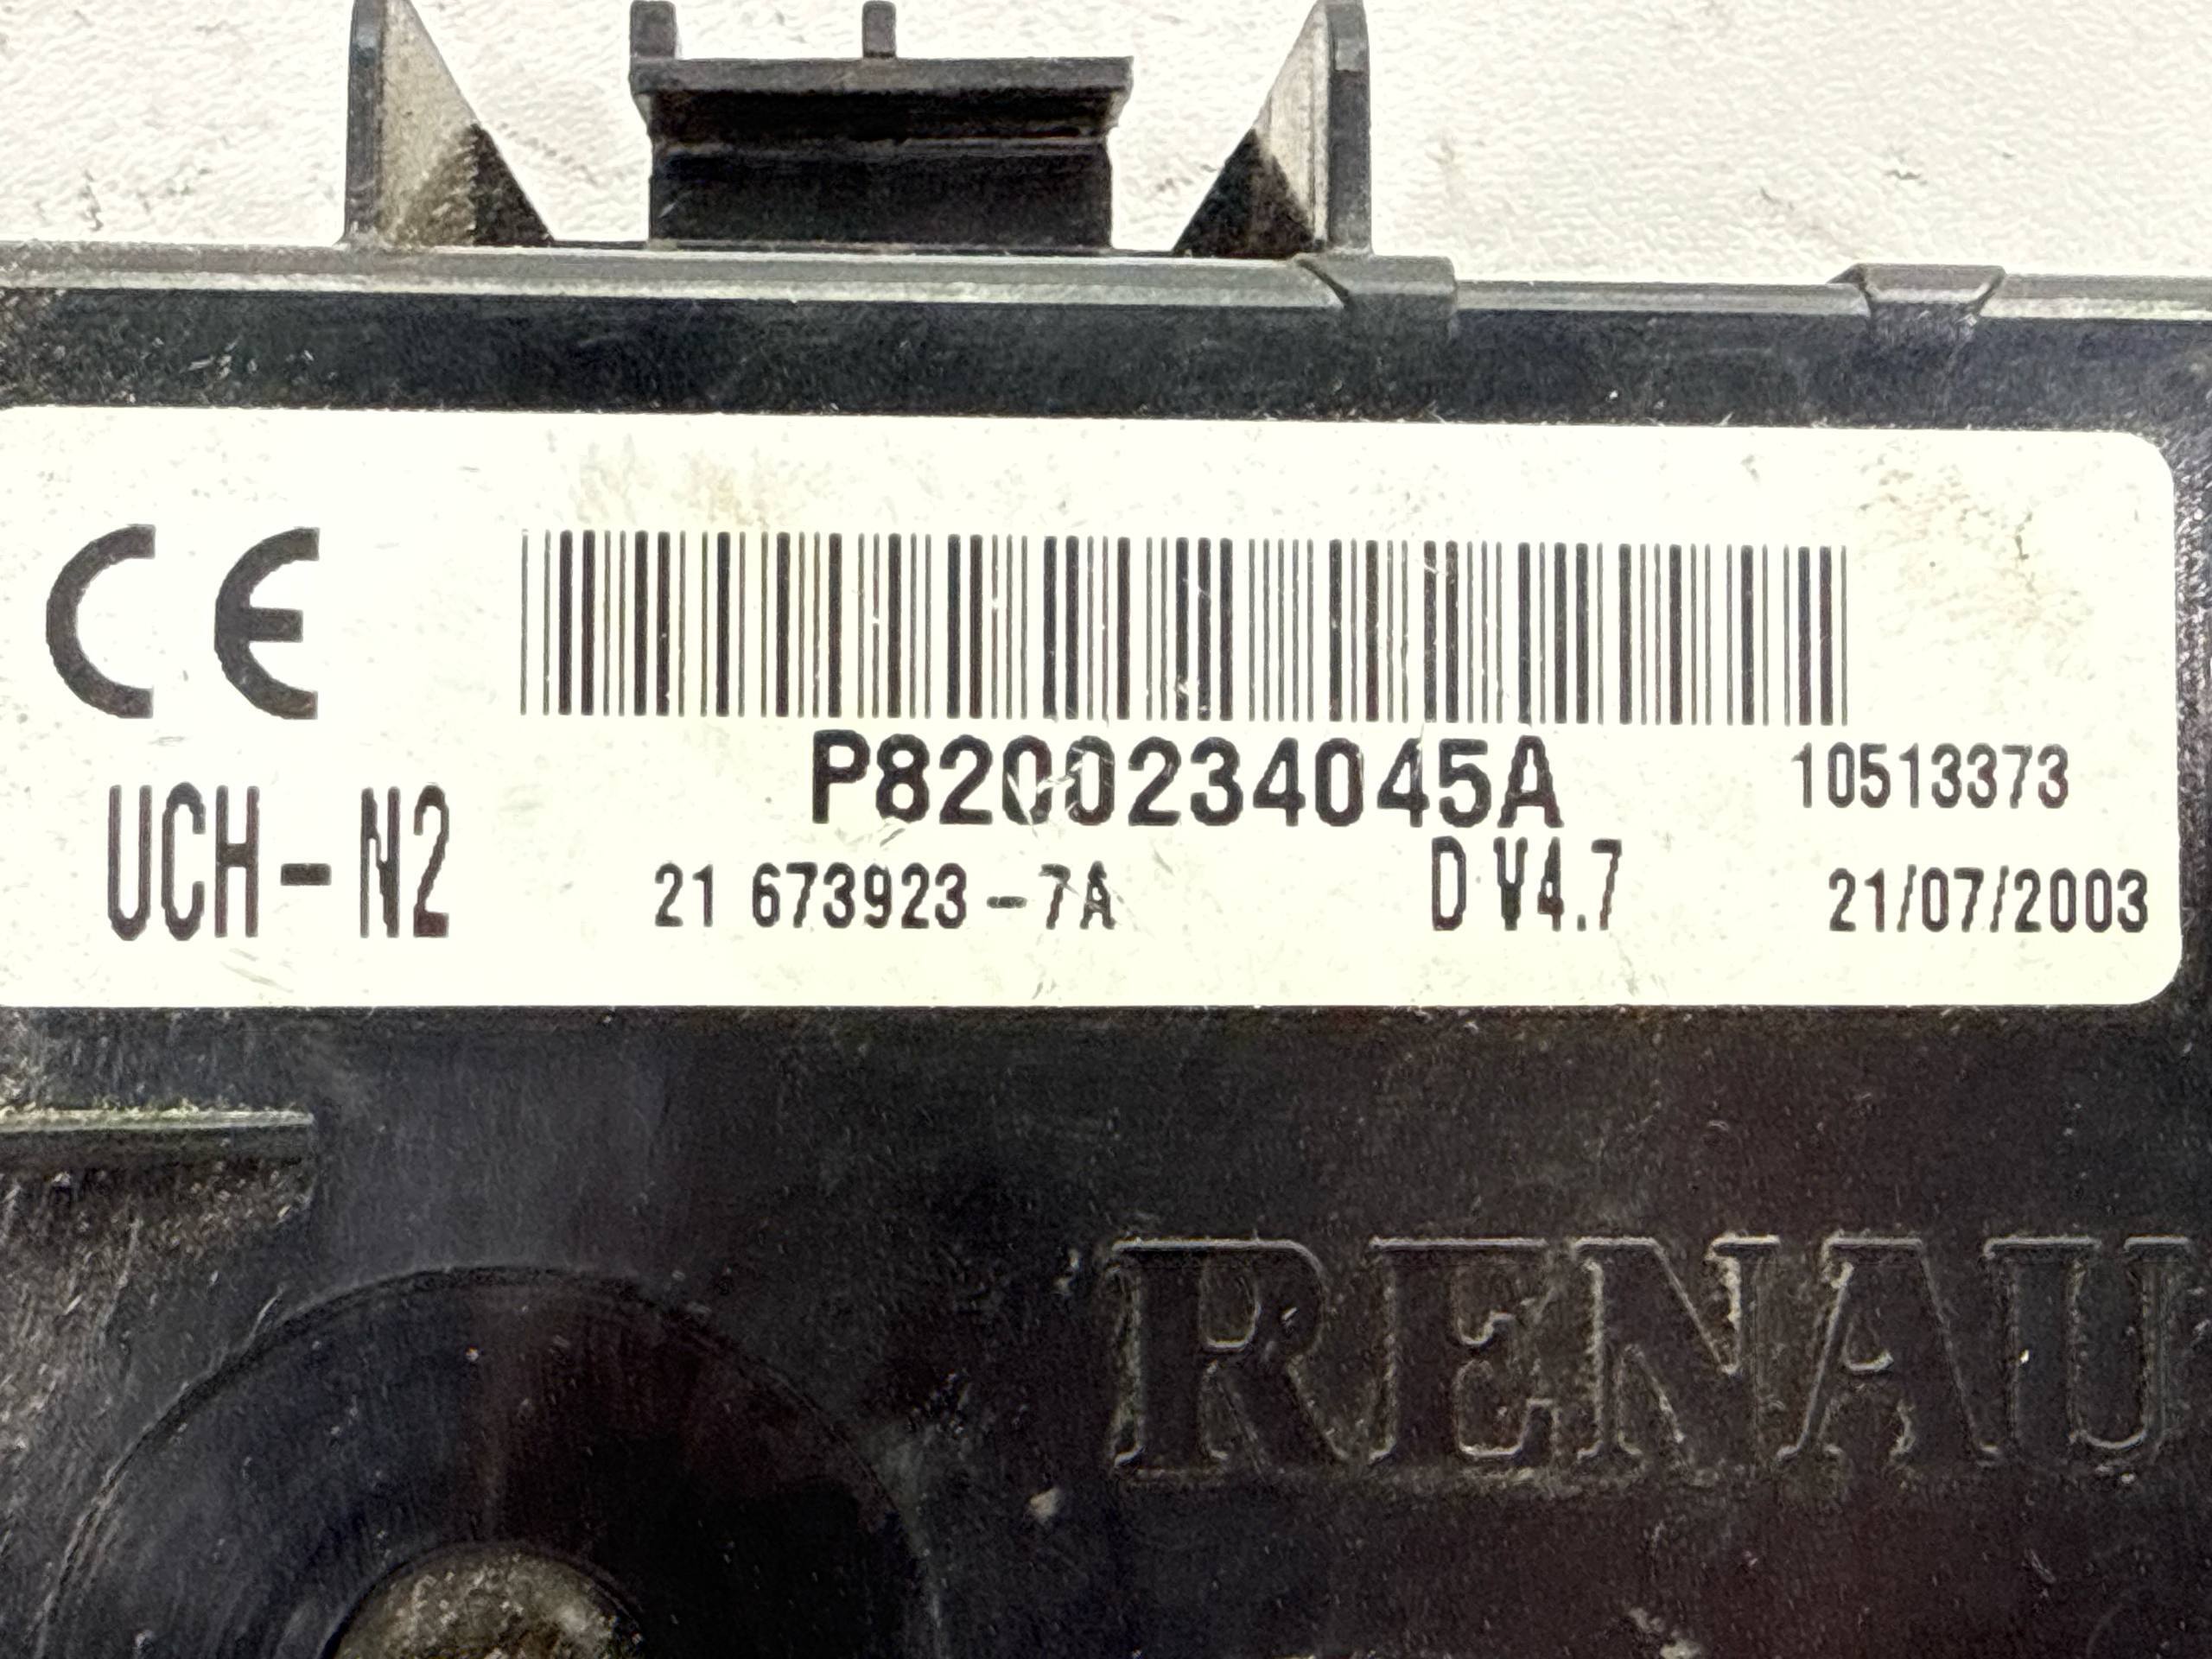 CE
P8200234045A 10513373
UCH-N2 21 673923-7A D V4.7 21/07/2003
RENAU